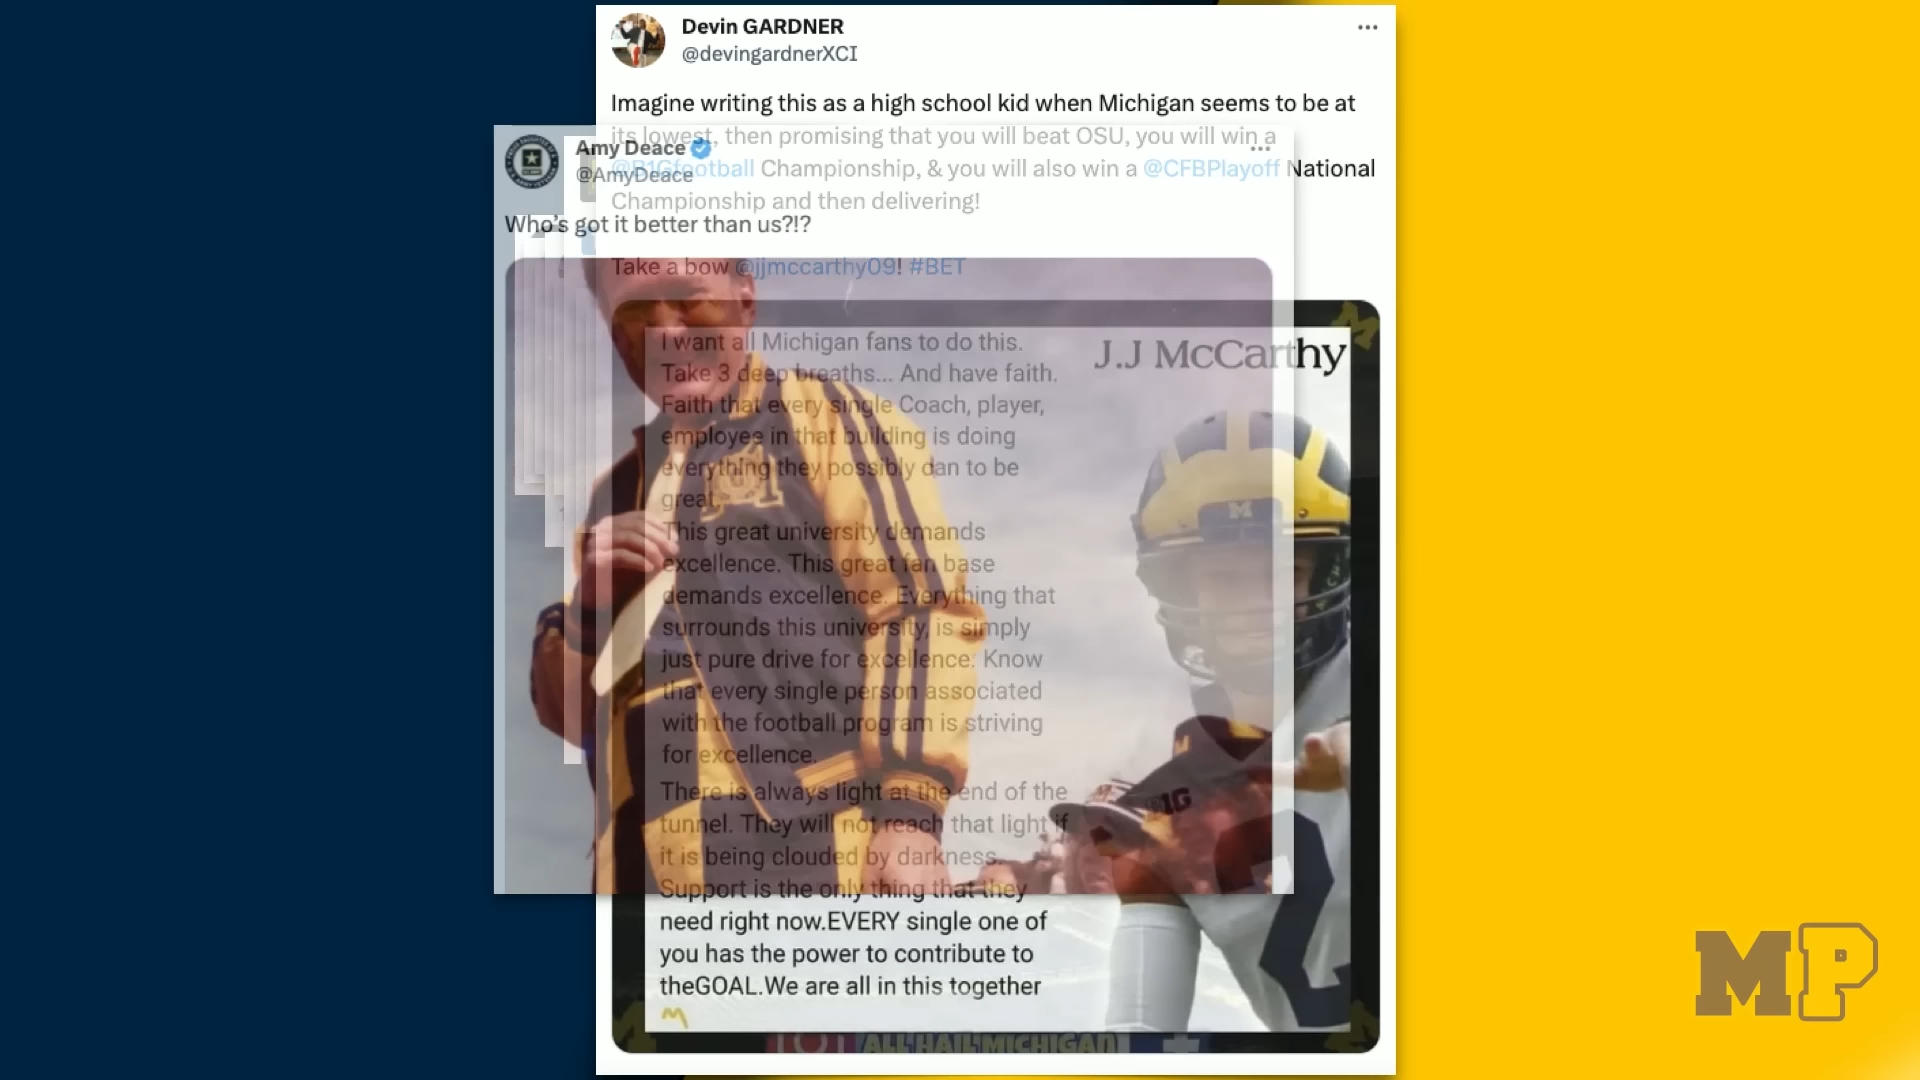 Devin GARDNER
@devingardnerXCI
Imagine writing this as a high school kid when Michigan seems to be at
its lowest, then promising that you will beat OSU, you will win a
@B1Gfootball Championship, & you will also win a @CFBPlayoff National
Championship and then delivering!
Take a bow @jjmccarthy09! #BET
Amy Deace
@AmyDeace
Who's got it better than us?!?
J.J McCarthy
I want all Michigan fans to do this.
Take 3 deep breaths... And have faith.
Faith that every single Coach, player,
employee in that building is doing
everything they possibly dan to be
great.
This great university demands
excellence. This great fan base
demands excellence. Everything that
surrounds this university, is simply
just pure drive for excellence. Know
that every single person associated
with the football program is striving
for excellence.
There is always light at the end of the
tunnel. They will not reach that light if
it is being clouded by darkness.
Support is the only thing that they
need right now.EVERY single one of
you has the power to contribute to
theGOAL.We are all in this together
ALL HAIL MICHIGAN
M
B1G
MP